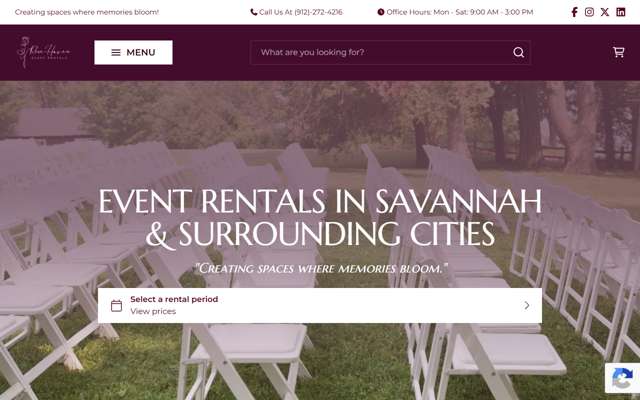 Creating spaces where memories bloom!
Call Us At (912)-272-4216
Office Hours: Mon - Sat: 9:00 AM - 3:00 PM
MENU
What are you looking for?
EVENT RENTALS IN SAVANNAH
& SURROUNDING CITIES
"Creating spaces where memories bloom."
Select a rental period
View prices